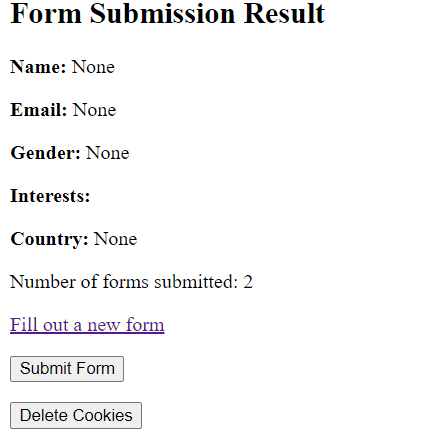 Form Submission Result
Name: None
Email: None
Gender: None
Interests:
Country: None
Number of forms submitted: 2
Fill out a new form
Submit Form
Delete Cookies